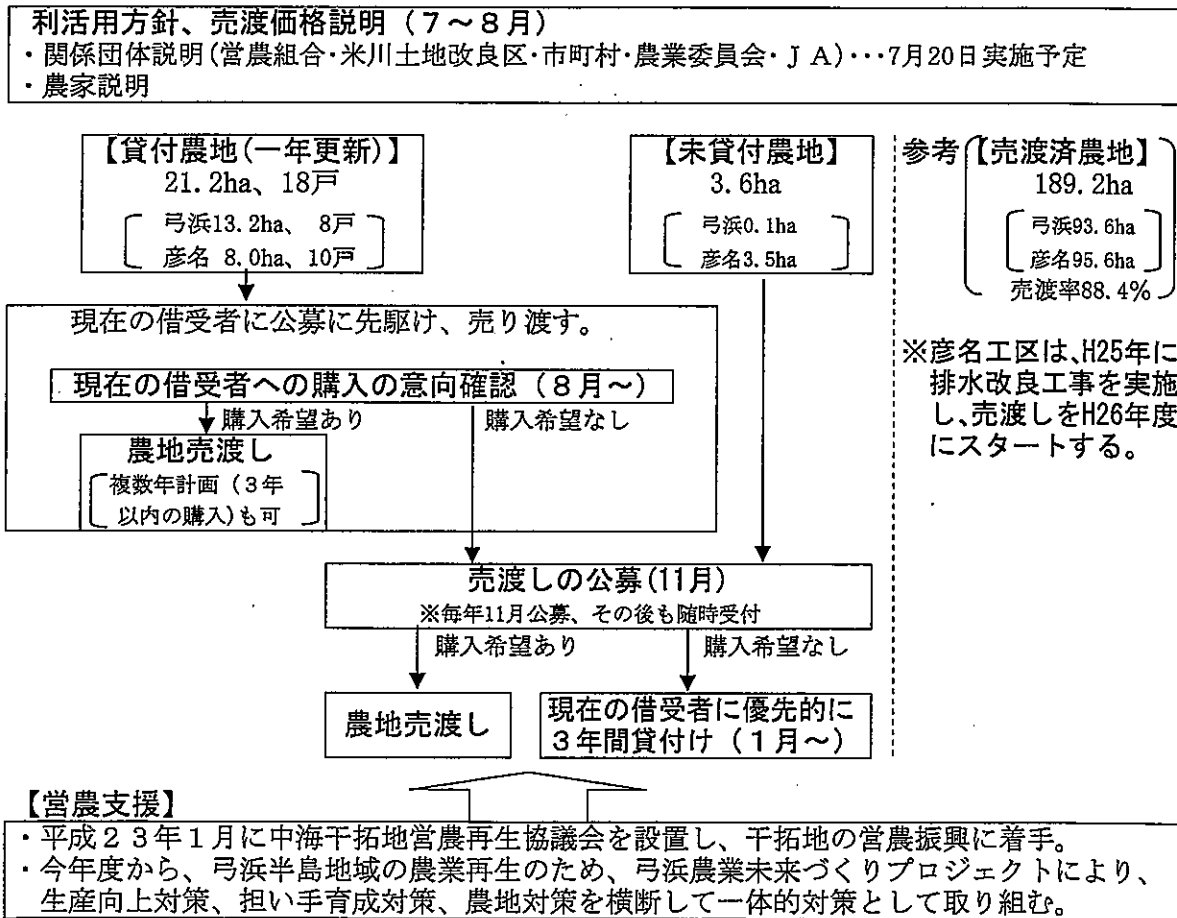 利活用方針、売渡価格説明（７～８月）
・関係団体説明(営農組合･米川土地改良区･市町村･農業委員会･ＪＡ)･･･7月20日実施予定
・農家説明
【貸付農地(一年更新)】
21.2ha、18戸
弓浜13.2ha、 8戸
彦名 8.0ha、10戸
【未貸付農地】
3.6ha
弓浜0.1ha
彦名3.5ha
参考【売渡済農地】
189.2ha
弓浜93.6ha
彦名95.6ha
売渡率88.4%
※彦名工区は、H25年に
排水改良工事を実施
し、売渡しをH26年度
にスタートする。
現在の借受者に公募に先駆け、売り渡す。
現在の借受者への購入の意向確認（８月～）
購入希望あり
購入希望なし
農地売渡し
複数年計画（３年
以内の購入)も可
売渡しの公募(11月)
※毎年11月公募、その後も随時受付
購入希望あり
購入希望なし
農地売渡し
現在の借受者に優先的に
３年間貸付け（１月～）
【営農支援】
・平成２３年１月に中海干拓地営農再生協議会を設置し、干拓地の営農振興に着手。
・今年度から、弓浜半島地域の農業再生のため、弓浜農業未来づくりプロジェクトにより、
生産向上対策、担い手育成対策、農地対策を横断して一体的対策として取り組む。